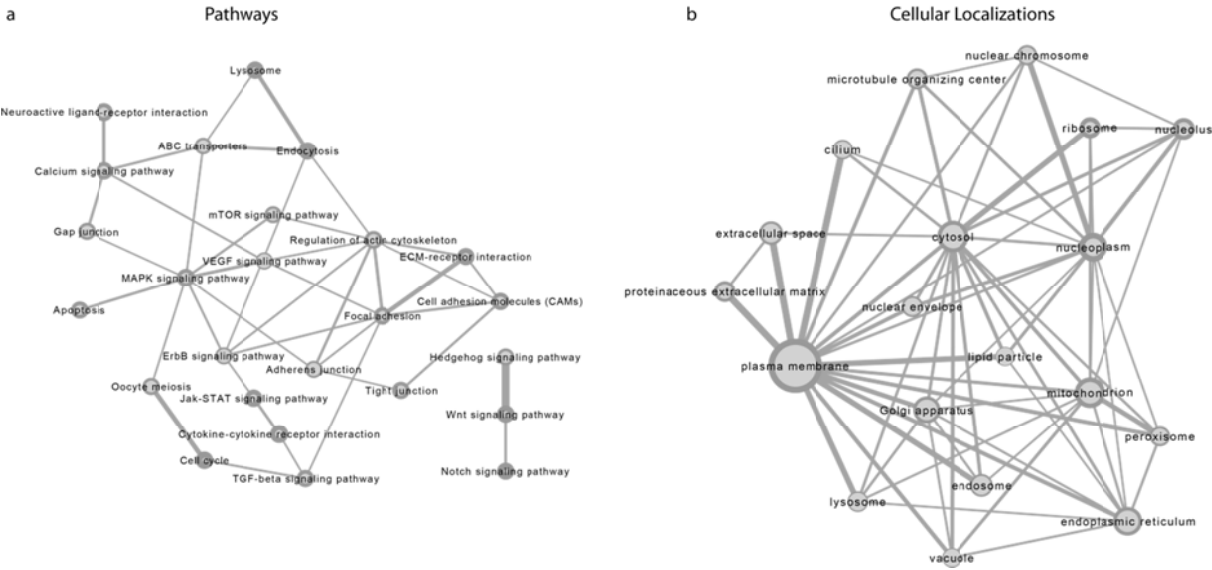 a
Pathways
Lysosome
Neuroactive ligand-receptor interaction
ABC transporters
Endocytosis
Calcium signaling pathway
mTOR signaling pathway
Gap junction
Regulation of actin cytoskeleton
VEGF signaling pathway
ECM-receptor interaction
MAPK signaling pathway
Cell adhesion molecules (CAMs)
Apoptosis
Focal adhesion
ErbB signaling pathway
Hedgehog signaling pathway
Adherens junction
Oocyte meiosis
Tight junction
Jak-STAT signaling pathway
Wnt signaling pathway
Cytokine-cytokine receptor interaction
Cell cycle
Notch signaling pathway
TGF-beta signaling pathway
b
Cellular Localizations
nuclear chromosome
microtubule organizing center
ribosome
nucleolus
cilium
extracellular space
cytosol
nucleoplasm
proteinaceous extracellular matrix
nuclear envelope
lipid particle
plasma membrane
mitochondrion
Golgi apparatus
peroxisome
endosome
lysosome
endoplasmic reticulum
vacuole